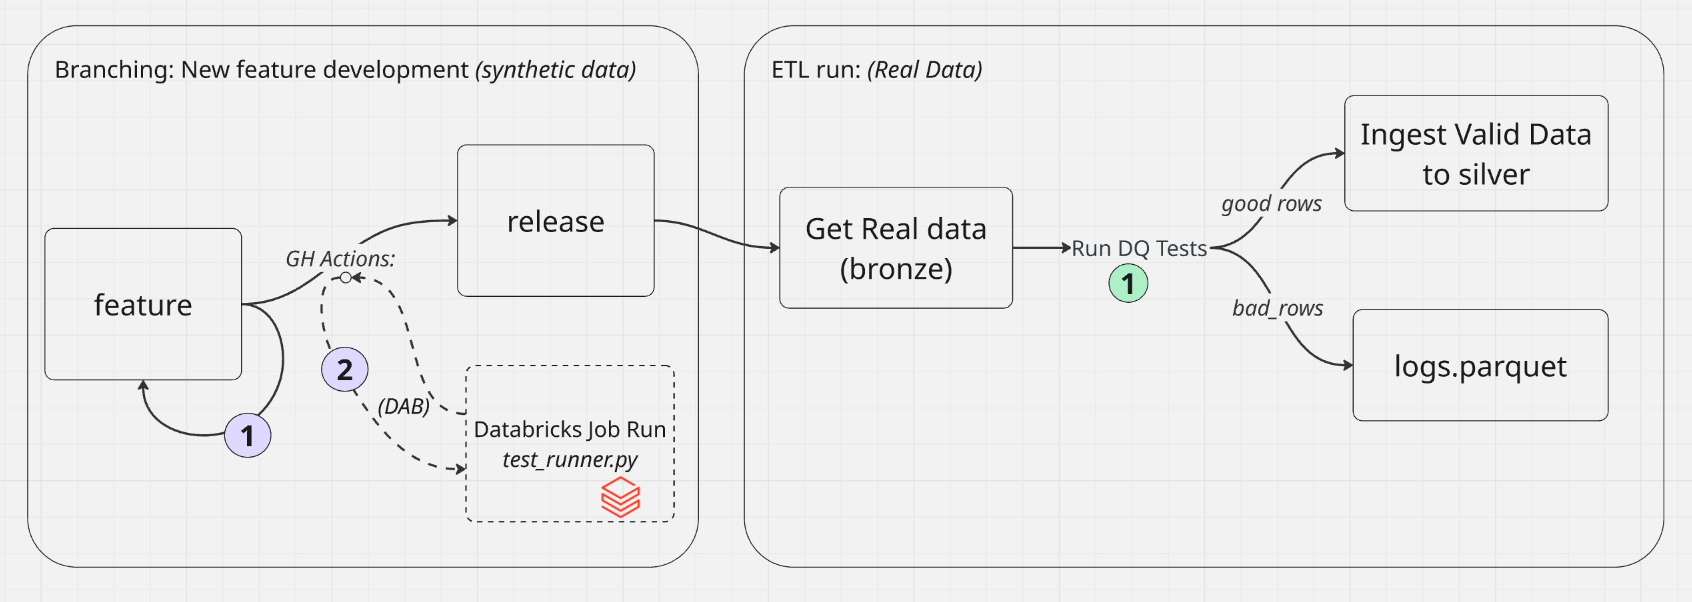 Branching: New feature development (synthetic data)
feature
GH Actions:
release
1
2
(DAB)
Databricks Job Run
test_runner.py
ETL run: (Real Data)
Get Real data
(bronze)
Run DQ Tests
1
good rows
bad_rows
Ingest Valid Data
to silver
logs.parquet